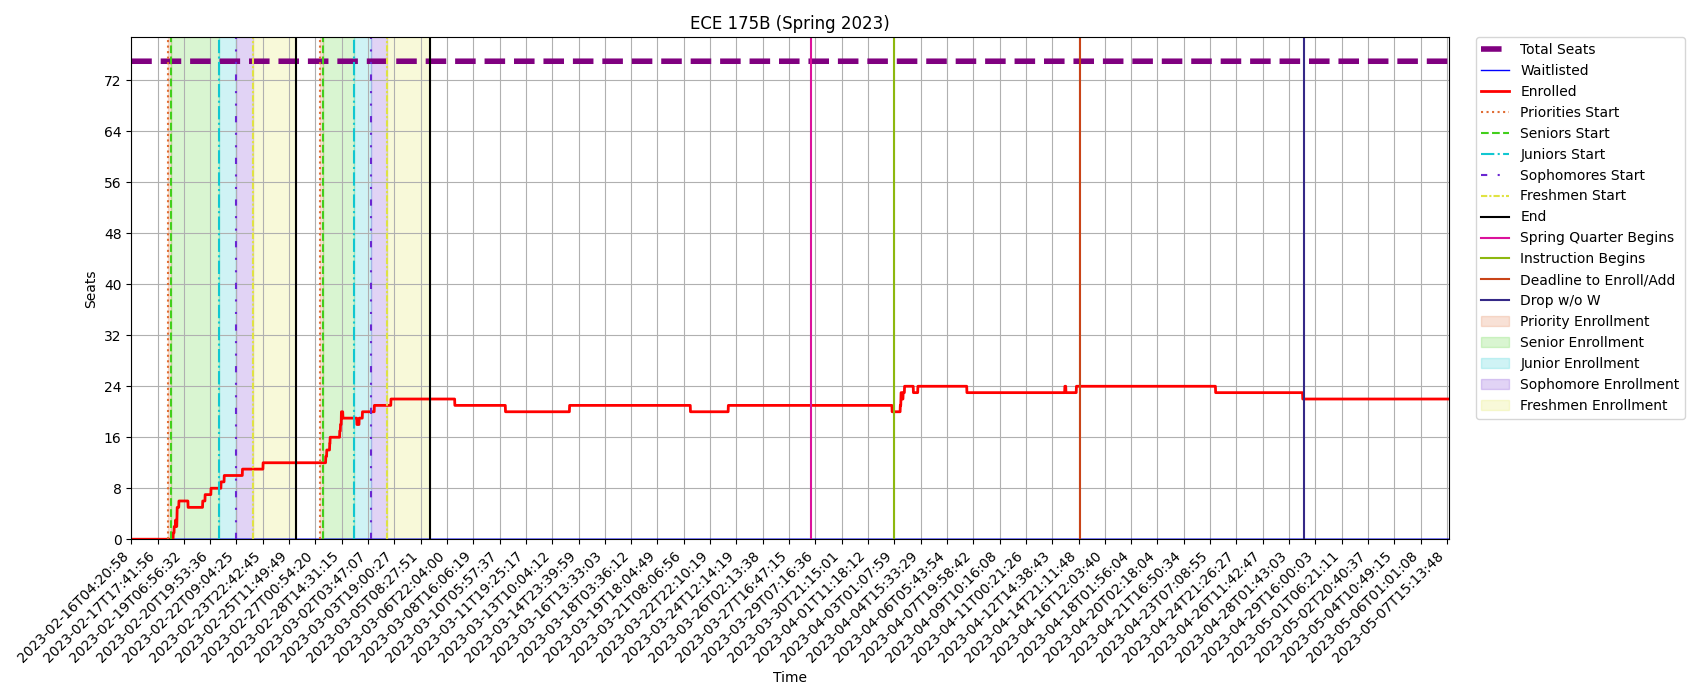 ECE 175B (Spring 2023)
Seats
72
64
56
48
40
32
24
16
8
0
2023-02-16T04:20:58
2023-02-17T17:41:56
2023-02-19T06:56:32
2023-02-20T19:53:36
2023-02-22T09:04:25
2023-02-23T22:42:45
2023-02-25T11:49:49
2023-02-27T00:54:20
2023-02-28T14:31:15
2023-03-02T03:47:07
2023-03-03T19:00:27
2023-03-05T08:27:51
2023-03-06T22:04:00
2023-03-08T16:06:19
2023-03-10T05:57:37
2023-03-11T19:25:17
2023-03-13T10:04:12
2023-03-14T23:39:59
2023-03-16T13:33:03
2023-03-18T03:36:12
2023-03-19T18:04:49
2023-03-21T08:06:56
2023-03-22T22:10:19
2023-03-24T12:14:19
2023-03-26T02:13:38
2023-03-27T16:47:15
2023-03-29T07:16:36
2023-03-30T21:15:01
2023-04-01T11:18:12
2023-04-03T01:07:59
2023-04-04T15:33:29
2023-04-06T05:43:54
2023-04-07T19:58:42
2023-04-09T10:16:08
2023-04-11T00:21:26
2023-04-12T14:38:43
2023-04-14T21:11:48
2023-04-16T12:03:40
2023-04-18T01:56:04
2023-04-20T02:18:04
2023-04-21T16:50:34
2023-04-23T07:08:55
2023-04-24T21:26:27
2023-04-26T11:42:47
2023-04-28T01:43:03
2023-04-29T16:00:03
2023-05-01T06:21:11
2023-05-02T20:40:37
2023-05-04T10:49:15
2023-05-06T01:01:08
2023-05-07T15:13:48
Time
Total Seats
Waitlisted
Enrolled
Priorities Start
Seniors Start
Juniors Start
Sophomores Start
Freshmen Start
End
Spring Quarter Begins
Instruction Begins
Deadline to Enroll/Add
Drop w/o W
Priority Enrollment
Senior Enrollment
Junior Enrollment
Sophomore Enrollment
Freshmen Enrollment